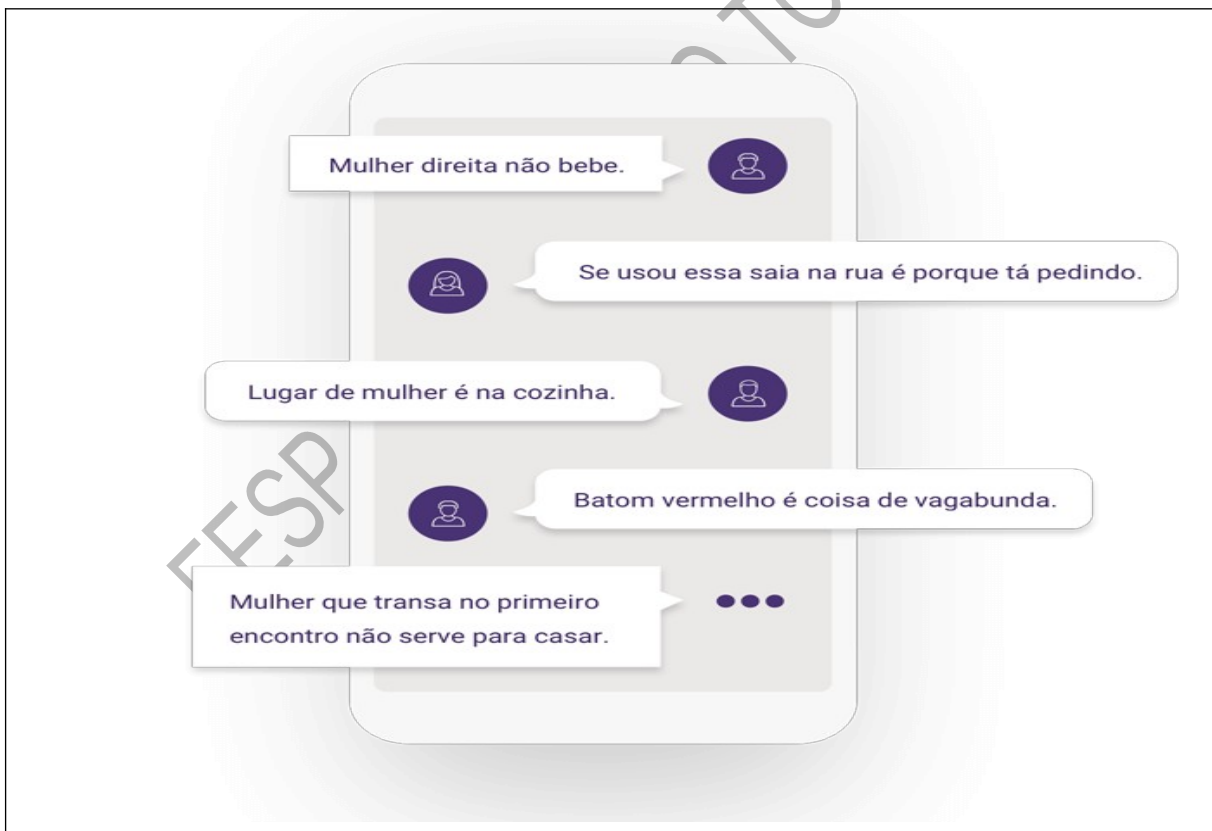 Mulher direita não bebe.
Se usou essa saia na rua é porque tá pedindo.
Lugar de mulher é na cozinha.
Batom vermelho é coisa de vagabunda.
Mulher que transa no primeiro
encontro não serve para casar.
FESP